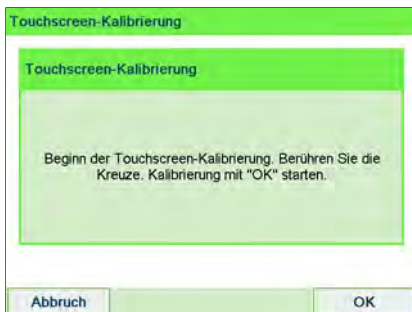 Touchscreen-Kalibrierung
Touchscreen-Kalibrierung
Beginn der Touchscreen-Kalibrierung. Berühren Sie die
Kreuze. Kalibrierung mit "OK" starten.
Abbruch
OK